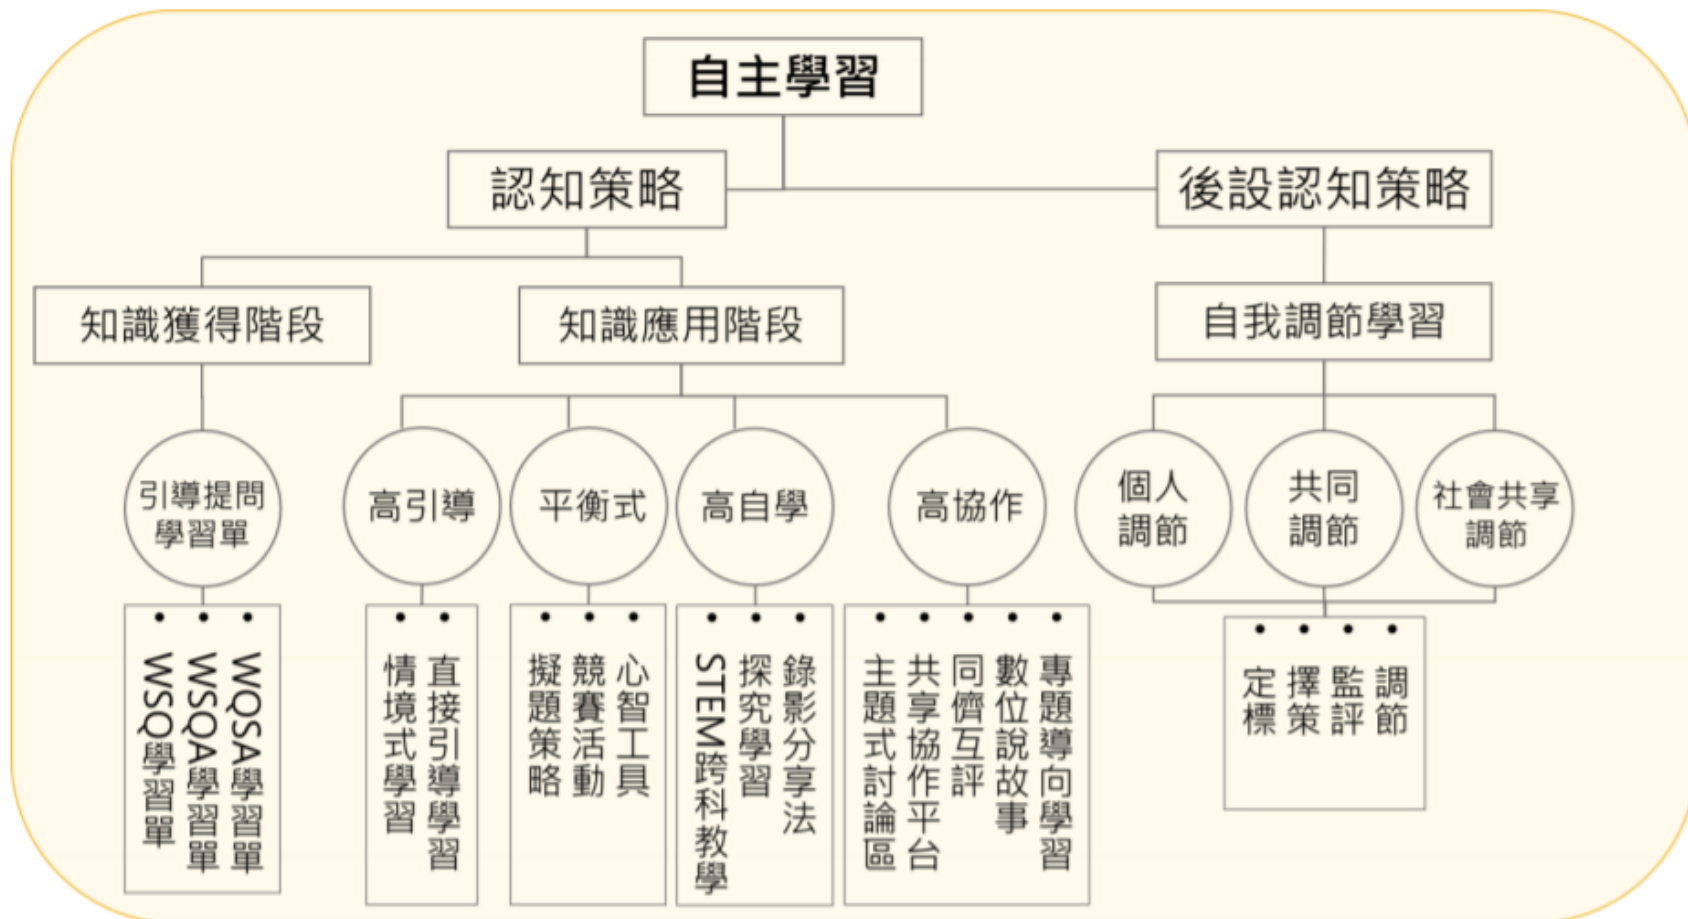 自主學習
認知策略
後設認知策略
知識獲得階段
知識應用階段
自我調節學習
引導提問
學習單
高引導
平衡式
高自學
高協作
個人
調節
共同
調節
社會共享
調節
• WQSA學習單
• WSQA學習單
• WSQ學習單
• 直接引導學習
• 情境式學習
• 心智工具
• 競賽活動
• 擬題策略
• 錄影分享法
探究學習
• STEM跨科教學
• 專題導向學習
• 數位說故事
• 同儕互評
• 共享協作平台
• 主題式討論區
• 調節
• 監評
• 擇策
• 定標